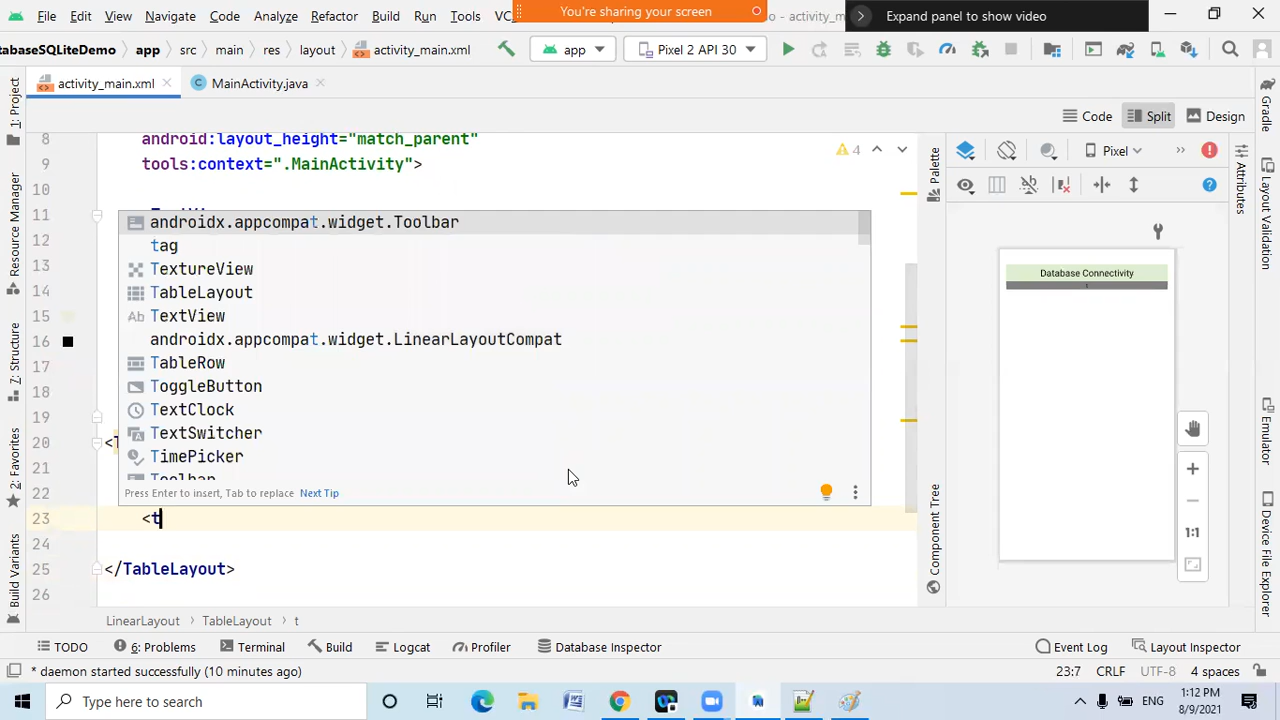 You're sharing your screen
Expand panel to show video
File Edit View Navigate Code Analyze Refactor Build Run Tools
atabaseSQLiteDemo app src main res layout activity_main.xml app Pixel 2 API 30
activity_main.xml MainActivity.java
Code Split Design
1: Project
Resource Manager
7: Structure
2: Favorites
Build Variants
8 android:layout_height="match_parent"
9 tools:context=".MainActivity">
10
11
12
13
14
15
16
17
18
19
20 <T
21
22
23 <t
24
25 </TableLayout>
26
4
androidx.appcompat.widget.Toolbar
tag
TextureView
TableLayout
Ab TextView
androidx.appcompat.widget.LinearLayoutCompat
TableRow
ToggleButton
TextClock
TextSwitcher
TimePicker
Toolbar
Press Enter to insert, Tab to replace Next Tip
Palette
Component Tree
Pixel
Database Connectivity
1:1
Attributes
Gradle
Layout Validation
Emulator
Device File Explorer
LinearLayout TableLayout t
TODO 6: Problems Terminal Build Logcat Profiler Database Inspector Event Log Layout Inspector
* daemon started successfully (10 minutes ago) 23:7 CRLF UTF-8 4 spaces
Type here to search ENG 1:12 PM
8/9/2021